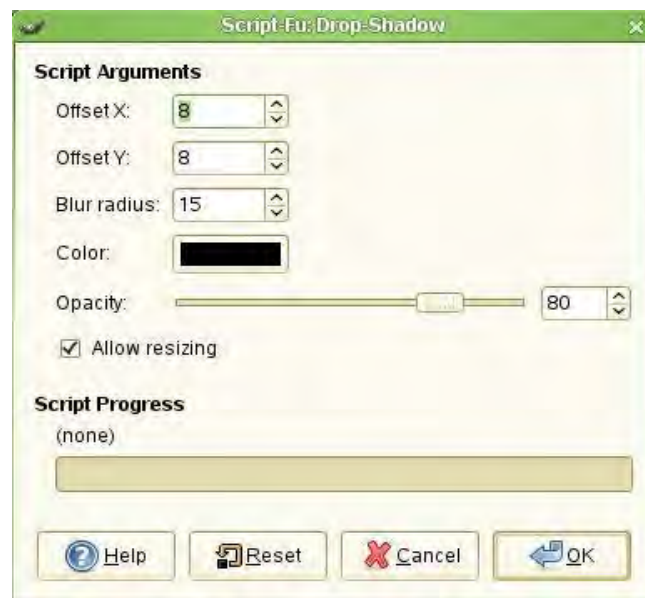 Script-Fu: Drop-Shadow
Script Arguments
Offset X: 8
Offset Y: 8
Blur radius: 15
Color:
Opacity: 80
Allow resizing
Script Progress
(none)
Help Reset Cancel OK